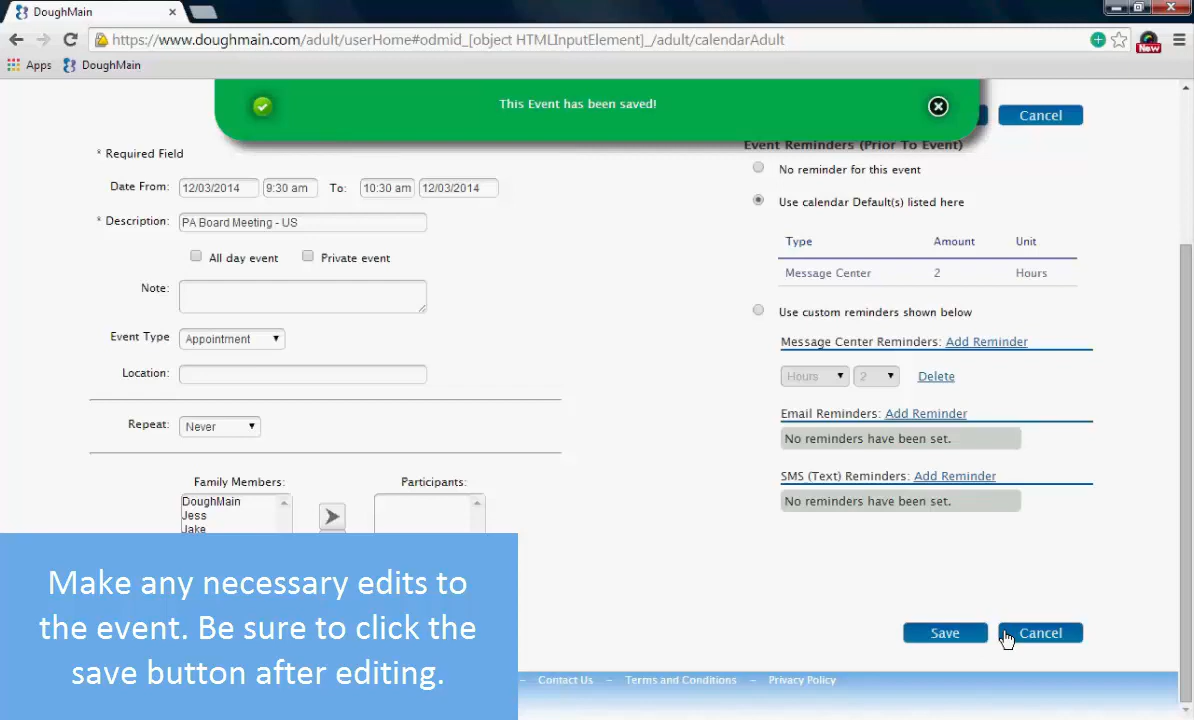 DoughMain
New
https://www.doughmain.com/adult/userHome#odmid_[object HTMLInputElement]_/adult/calendarAdult
Apps DoughMain
This Event has been saved!
Cancel
* Required Field
Date From: 12/03/2014 9:30 am To: 10:30 am 12/03/2014
* Description: PA Board Meeting - US
All day event Private event
Note:
Event Type Appointment
Location:
Repeat: Never
Family Members: Participants:
DoughMain
Jess
Jake
Event Reminders (Prior To Event)
No reminder for this event
Use calendar Default(s) listed here
Type Amount Unit
Message Center 2 Hours
Use custom reminders shown below
Message Center Reminders: Add Reminder
Hours 2 Delete
Email Reminders: Add Reminder
No reminders have been set.
SMS (Text) Reminders: Add Reminder
No reminders have been set.
Save Cancel
Make any necessary edits to
the event. Be sure to click the
save button after editing.
– Contact Us – Terms and Conditions – Privacy Policy